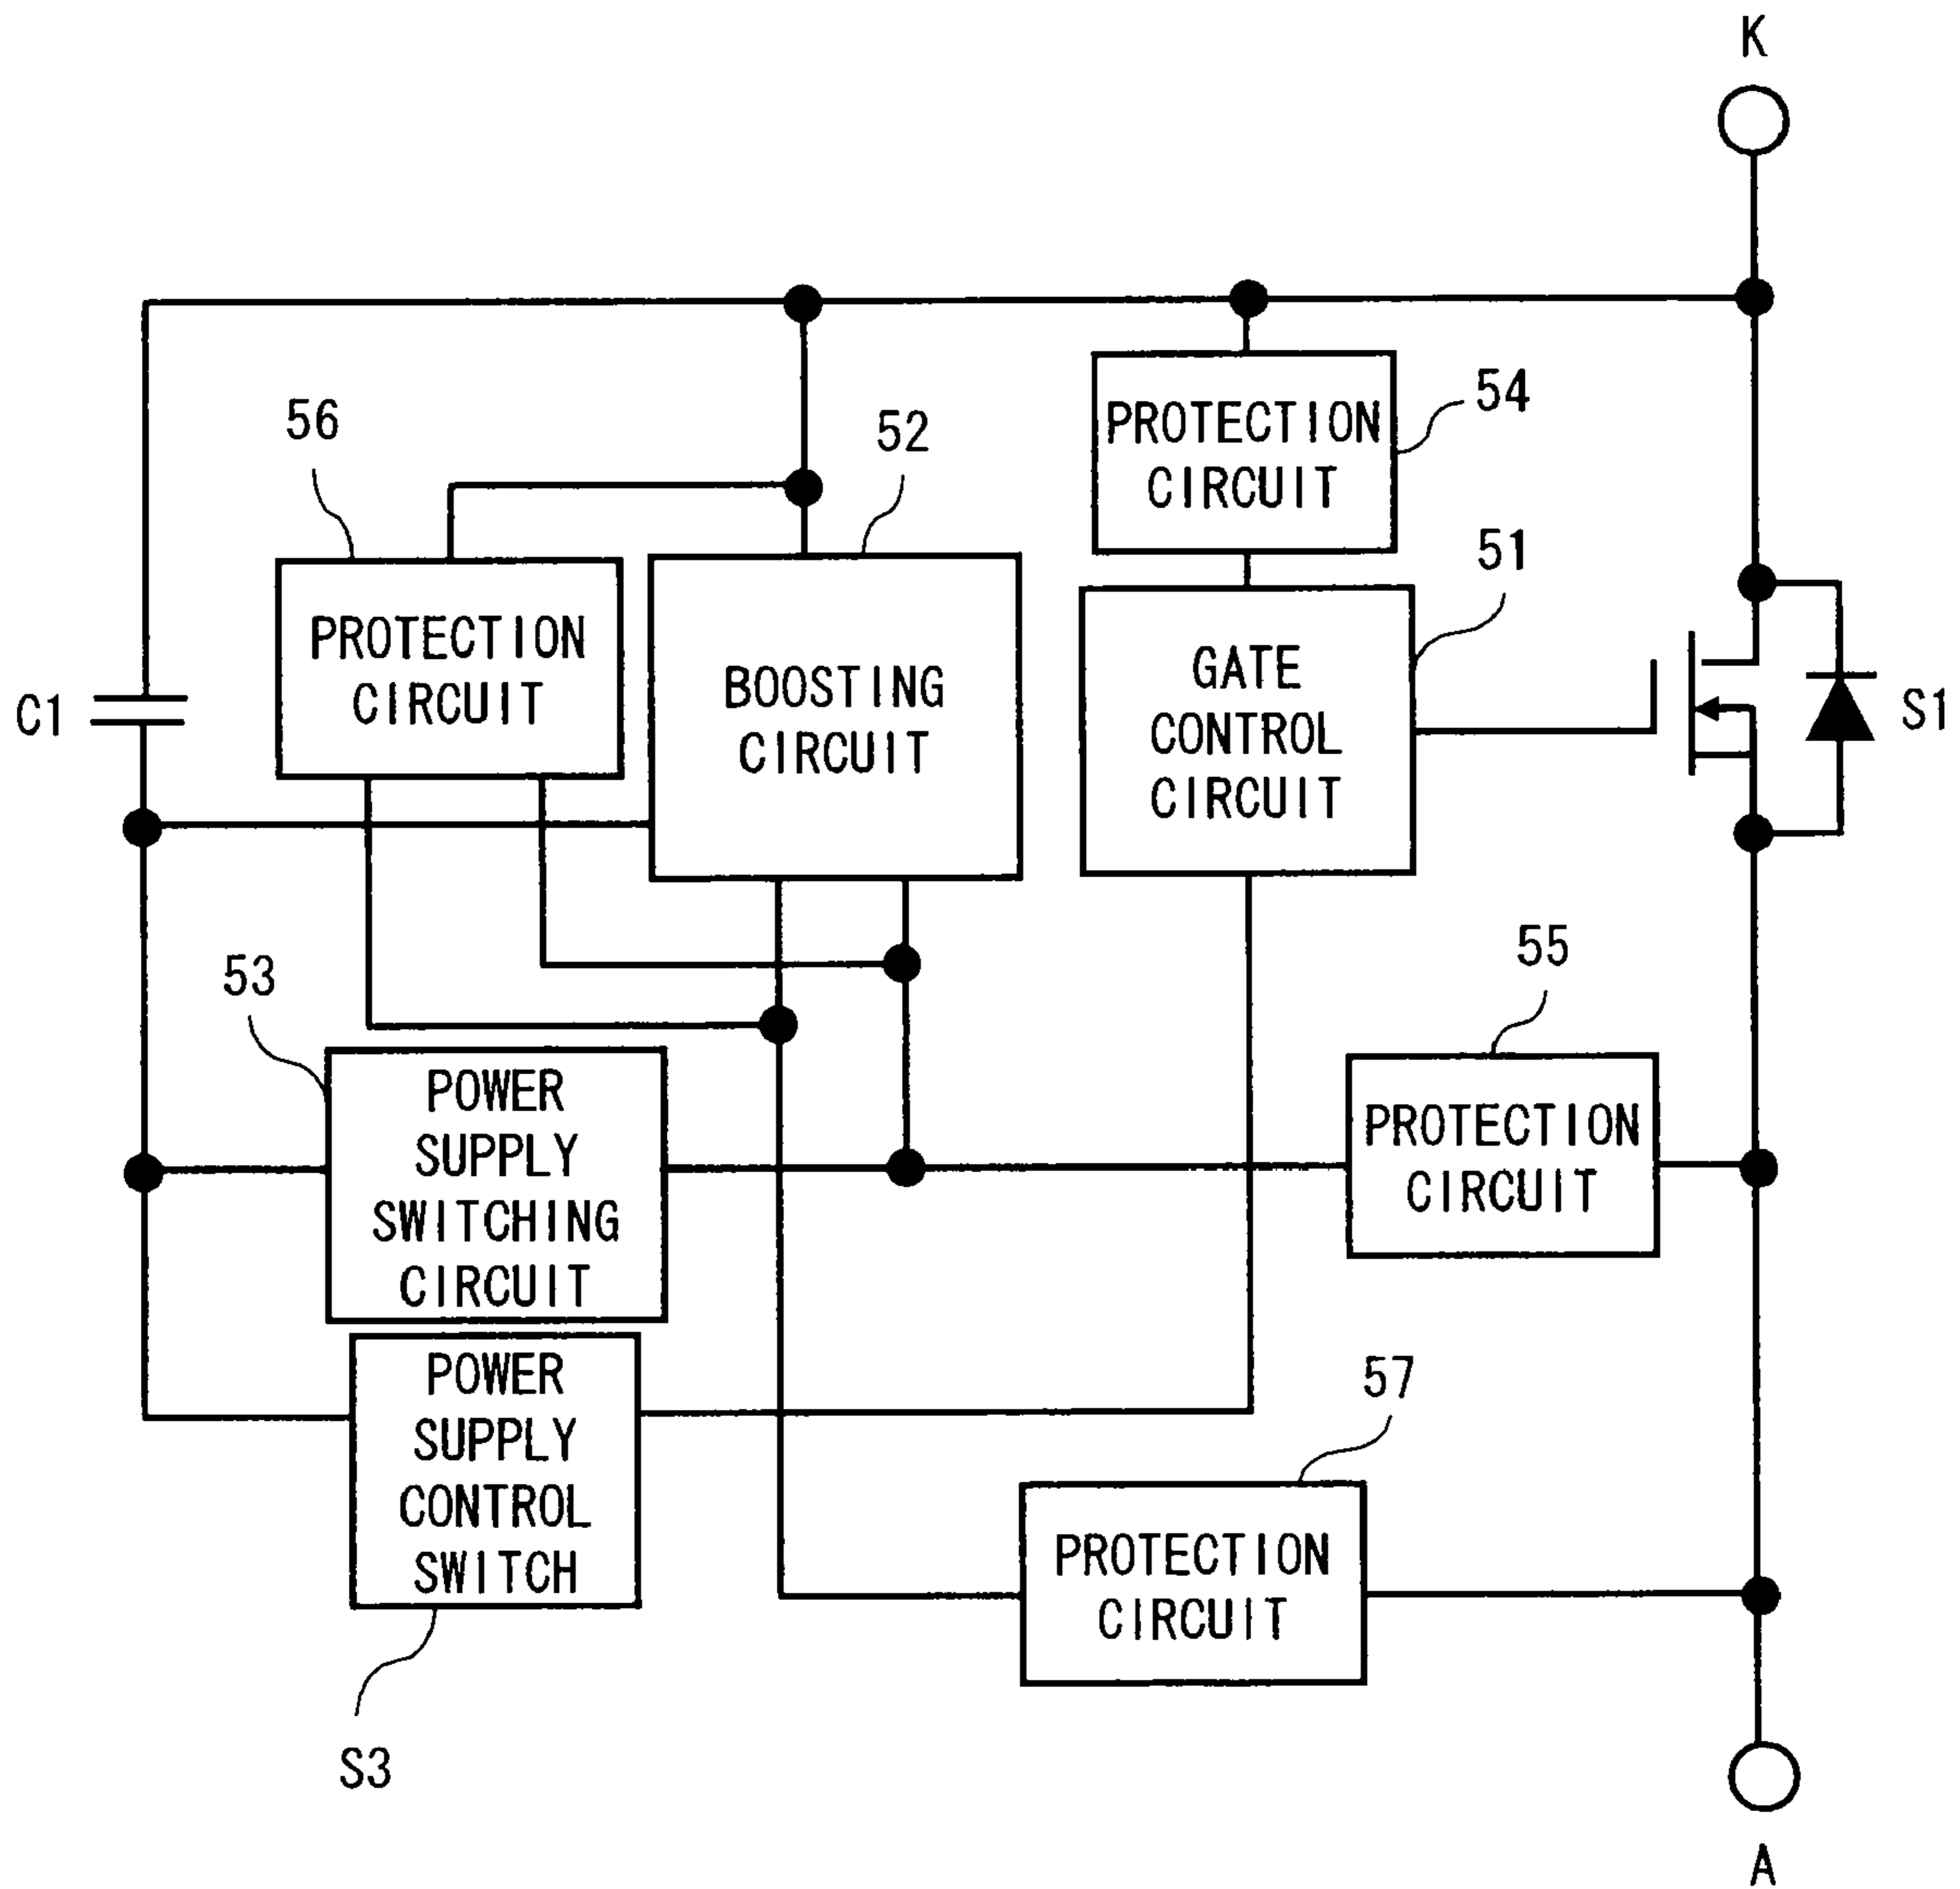 K
56
52
PROTECTION
CIRCUIT
54
51
PROTECTION
CIRCUIT
BOOSTING
CIRCUIT
GATE
CONTROL
CIRCUIT
C1
S1
53
55
POWER
SUPPLY
SWITCHING
CIRCUIT
PROTECTION
CIRCUIT
POWER
SUPPLY
CONTROL
SWITCH
57
PROTECTION
CIRCUIT
S3
A